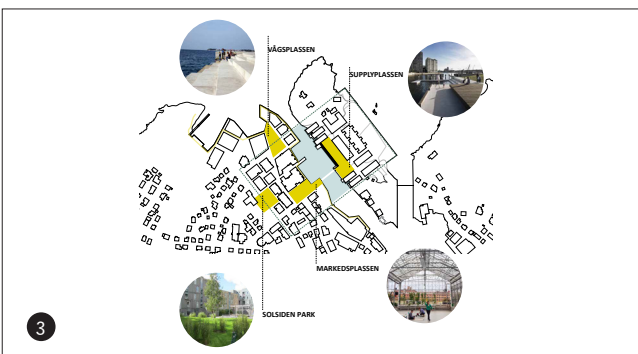 VÅGSPLASSEN
SUPPLYPLASSEN
MARKEDSPLASSEN
SOLSIDEN PARK
3